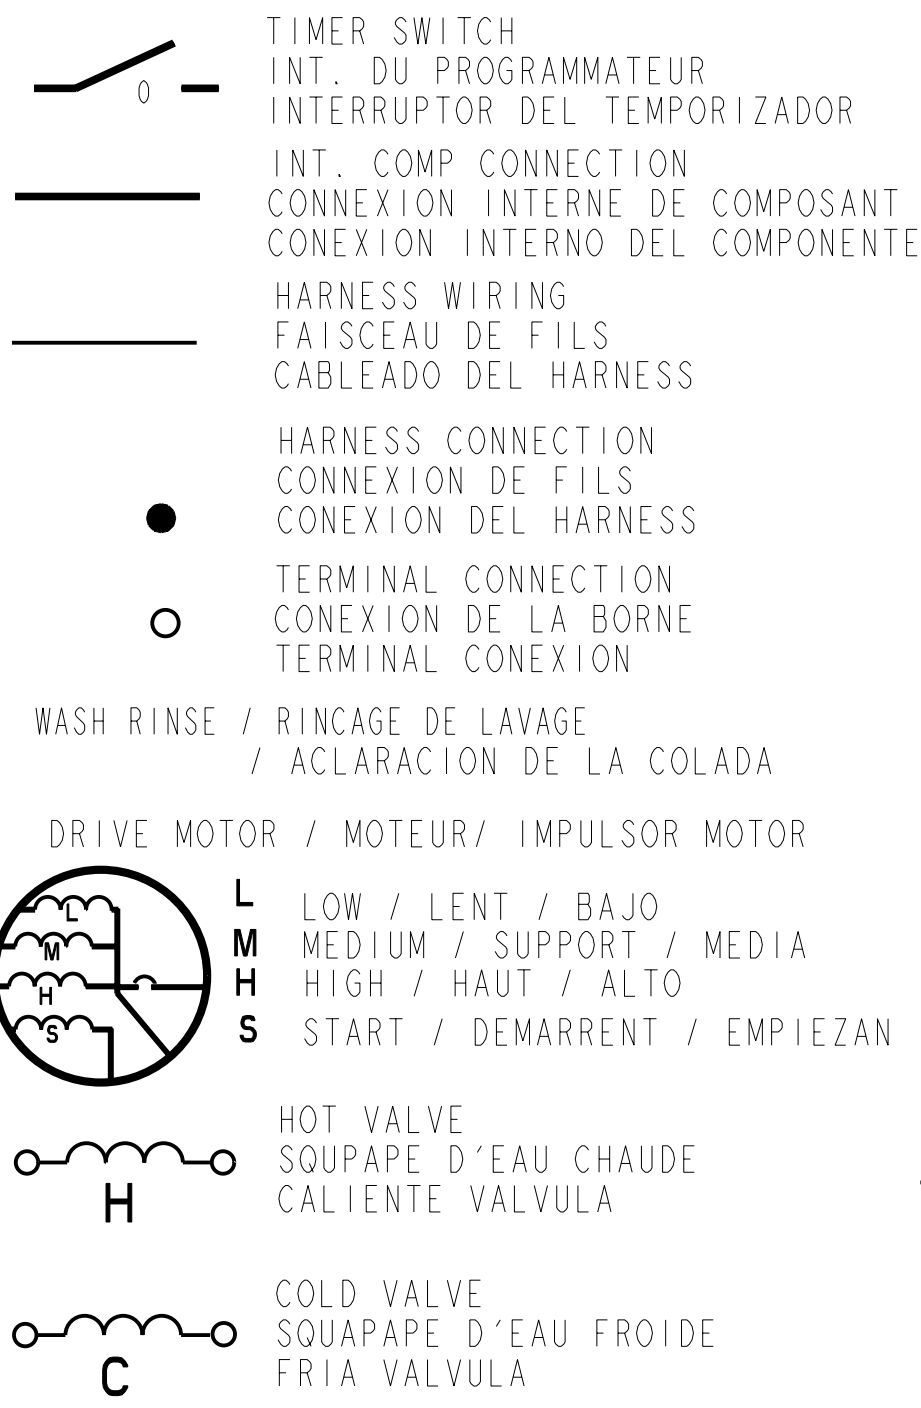 TIMER SWITCH
INT. DU PROGRAMMATEUR
0
INTERRUPTOR DEL TEMPORIZADOR
INT. COMP CONNECTION
CONNEXION INTERNE DE COMPOSANT
CONEXION INTERNO DEL COMPONENTE
HARNESS WIRING
FAISCEAU DE FILS
CABLEADO DEL HARNESS
HARNESS CONNECTION
CONNEXION DE FILS
CONEXION DEL HARNESS
TERMINAL CONNECTION
CONEXION DE LA BORNE
TERMINAL CONEXION
WASH RINSE / RINCAGE DE LAVAGE
/ ACLARACION DE LA COLADA
DRIVE MOTOR / MOTEUR/ IMPULSOR MOTOR
L
M
H
S
L LOW / LENT / BAJO
M MEDIUM / SUPPORT / MEDIA
H HIGH / HAUT / ALTO
S START / DEMARRENT / EMPIEZAN
HOT VALVE
SQUPAPE D'EAU CHAUDE
CALIENTE VALVULA
H
COLD VALVE
SQUAPAPE D'EAU FROIDE
FRIA VALVULA
C